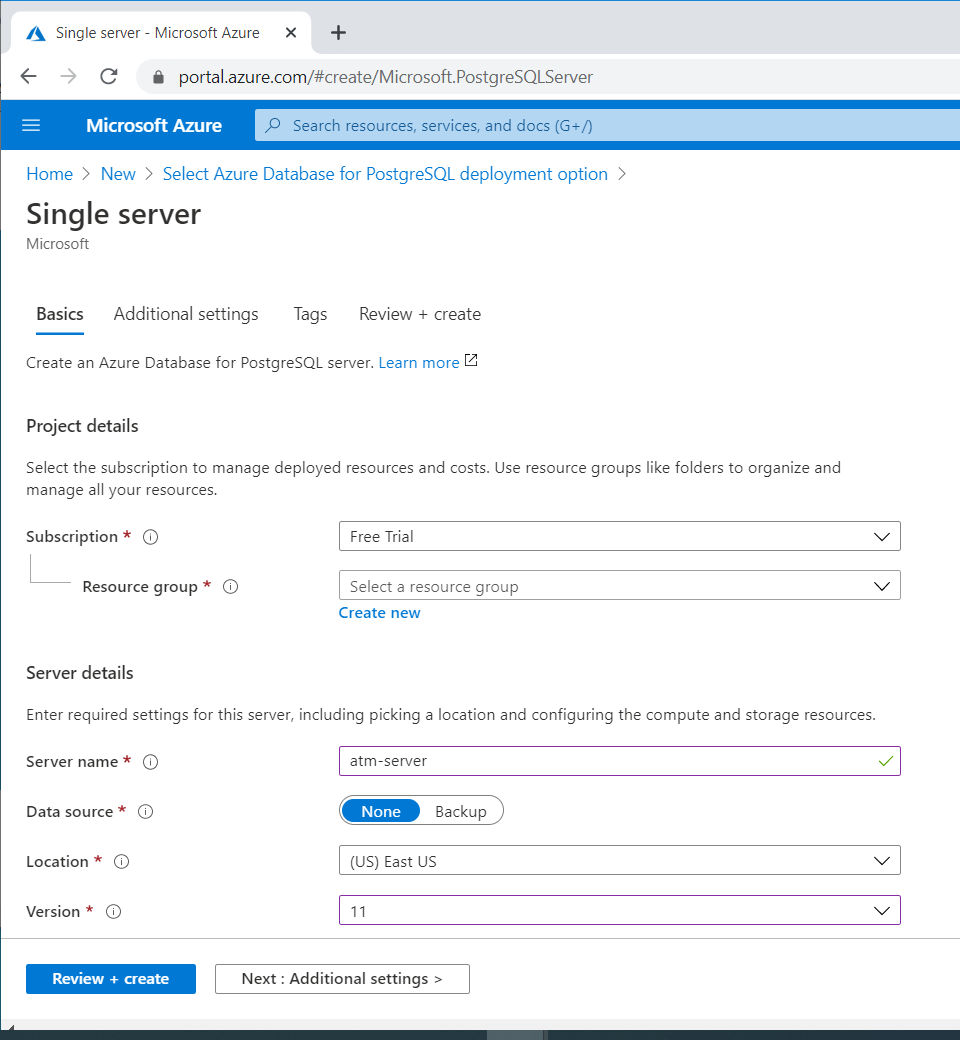 Single server - Microsoft Azure
portal.azure.com/#create/Microsoft.PostgreSQLServer
Microsoft Azure
Search resources, services, and docs (G+/)
Home > New > Select Azure Database for PostgreSQL deployment option >
Single server
Microsoft
Basics Additional settings Tags Review + create
Create an Azure Database for PostgreSQL server. Learn more
Project details
Select the subscription to manage deployed resources and costs. Use resource groups like folders to organize and
manage all your resources.
Subscription * Free Trial
Resource group * Select a resource group
Create new
Server details
Enter required settings for this server, including picking a location and configuring the compute and storage resources.
Server name * atm-server
Data source * None Backup
Location * (US) East US
Version * 11
Review + create Next : Additional settings >